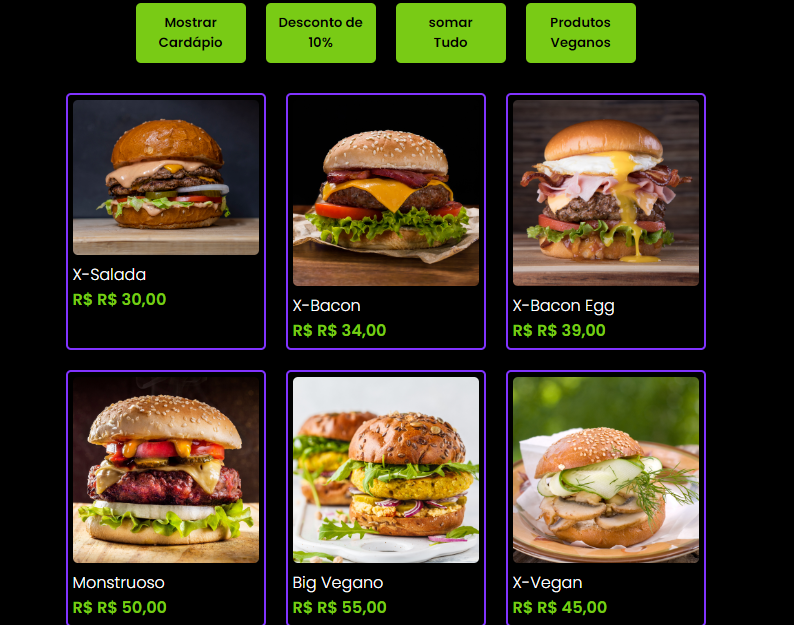 Mostrar
Cardápio
Desconto de
10%
somar
Tudo
Produtos
Veganos
X-Salada
R$ R$ 30,00
X-Bacon
R$ R$ 34,00
X-Bacon Egg
R$ R$ 39,00
Monstruoso
R$ R$ 50,00
Big Vegano
R$ R$ 55,00
X-Vegan
R$ R$ 45,00